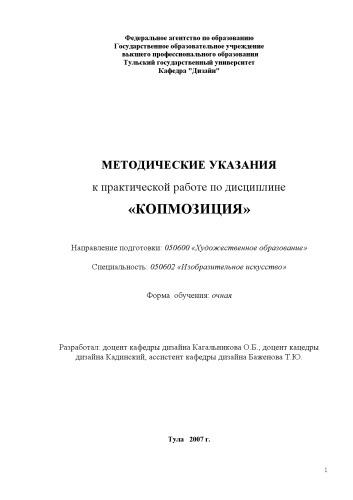 Федеральное агентство по образованию
Государственное образовательное учреждение
высшего профессионального образования
Тульский государственный университет
Кафедра "Дизайн"
МЕТОДИЧЕСКИЕ УКАЗАНИЯ
к практической работе по дисциплине
«КОПМОЗИЦИЯ»
Направление подготовки: 050600 «Художественное образование»
Специальность: 050602 «Изобразительное искусство»
Форма обучения: очная
Разработал: доцент кафедры дизайна Кагальникова О.Б.; доцент кацедры
дизайна Кадинский, ассистент кафедры дизайна Баженова Т.Ю.
Тула 2007 г.
1